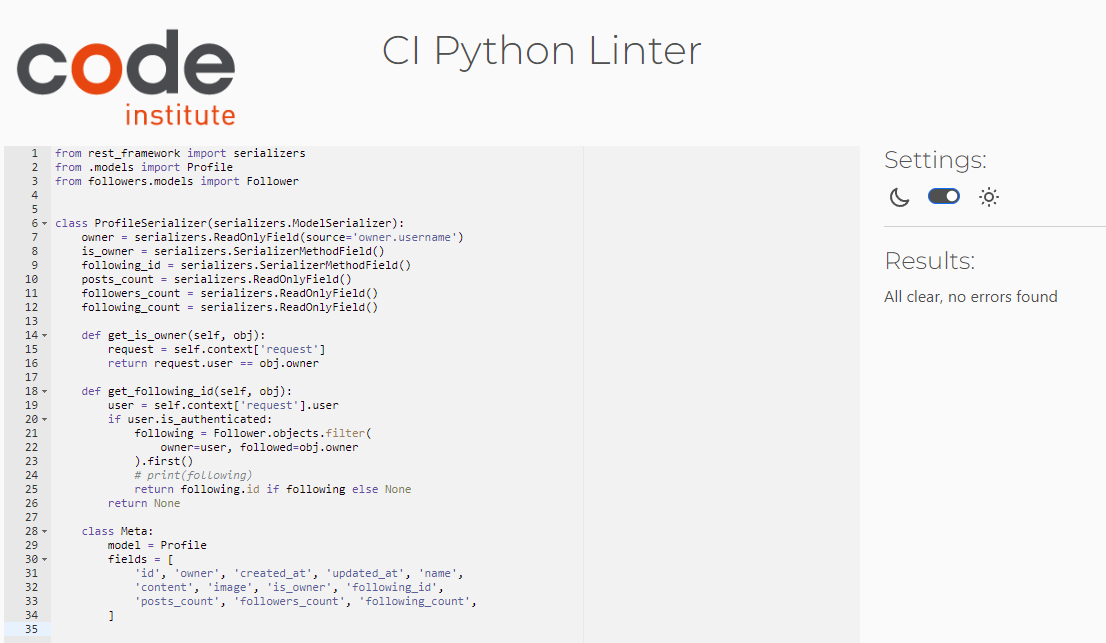 code
institute
CI Python Linter
1 from rest_framework import serializers
2 from .models import Profile
3 from followers.models import Follower
4
5
6 class ProfileSerializer(serializers.ModelSerializer):
7     owner = serializers.ReadOnlyField(source='owner.username')
8     is_owner = serializers.SerializerMethodField()
9     following_id = serializers.SerializerMethodField()
10     posts_count = serializers.ReadOnlyField()
11     followers_count = serializers.ReadOnlyField()
12     following_count = serializers.ReadOnlyField()
13
14     def get_is_owner(self, obj):
15         request = self.context['request']
16         return request.user == obj.owner
17
18     def get_following_id(self, obj):
19         user = self.context['request'].user
20         if user.is_authenticated:
21             following = Follower.objects.filter(
22                 owner=user, followed=obj.owner
23             ).first()
24             # print(following)
25             return following.id if following else None
26         return None
27
28     class Meta:
29         model = Profile
30         fields = [
31             'id', 'owner', 'created_at', 'updated_at', 'name',
32             'content', 'image', 'is_owner', 'following_id',
33             'posts_count', 'followers_count', 'following_count',
34         ]
35
Settings:
Results:
All clear, no errors found